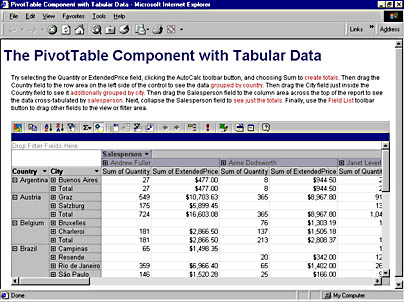 PivotTable Component with Tabular Data - Microsoft Internet Explorer
File View Favorites Tools Help
Links » Address
The PivotTable Component with Tabular Data
Try selecting the Quantity or ExtendedPrice field, clicking the AutoCalc toolbar button, and choosing Sum to create totals. Then drag the
Country field to the row area on the left side of the control to see the data grouped by country. Then drag the City field just inside the
Country field to see it additionally grouped by city. Then drag the Salesperson field to the column area across the top of the report to see
the data cross-tabulated by salesperson. Next, collapse the Salesperson field to see just the totals. Finally, use the Field List toolbar
button to drag other fields to the view or filter area.
Drop Filter Fields Here
Salesperson
Andrew Fuller Anne Dodsworth Janet Leverl
Country City Sum of Quantity Sum of ExtendedPrice Sum of Quantity Sum of ExtendedPrice Sum of Quanti
Argentina Buenos Aires 27 $477.00 8 $944.50
Total 27 $477.00 8 $944.50
Austria Graz 549 $10,703.63 365 $8,967.80
Salzburg 175 $5,899.45
Total 724 $16,603.08 365 $8,967.80 1,04
Belgium Bruxelles 76 $1,303.19
Charleroi 181 $2,866.50 137 $1,505.18
Total 181 $2,866.50 213 $2,808.37
Brazil Campinas 65 $1,498.35
Resende 20 $342.00
Rio de Janeiro 359 $6,966.40 65 $1,402.00
São Paulo 146 $1,520.28 25 $166.00
Done My Computer